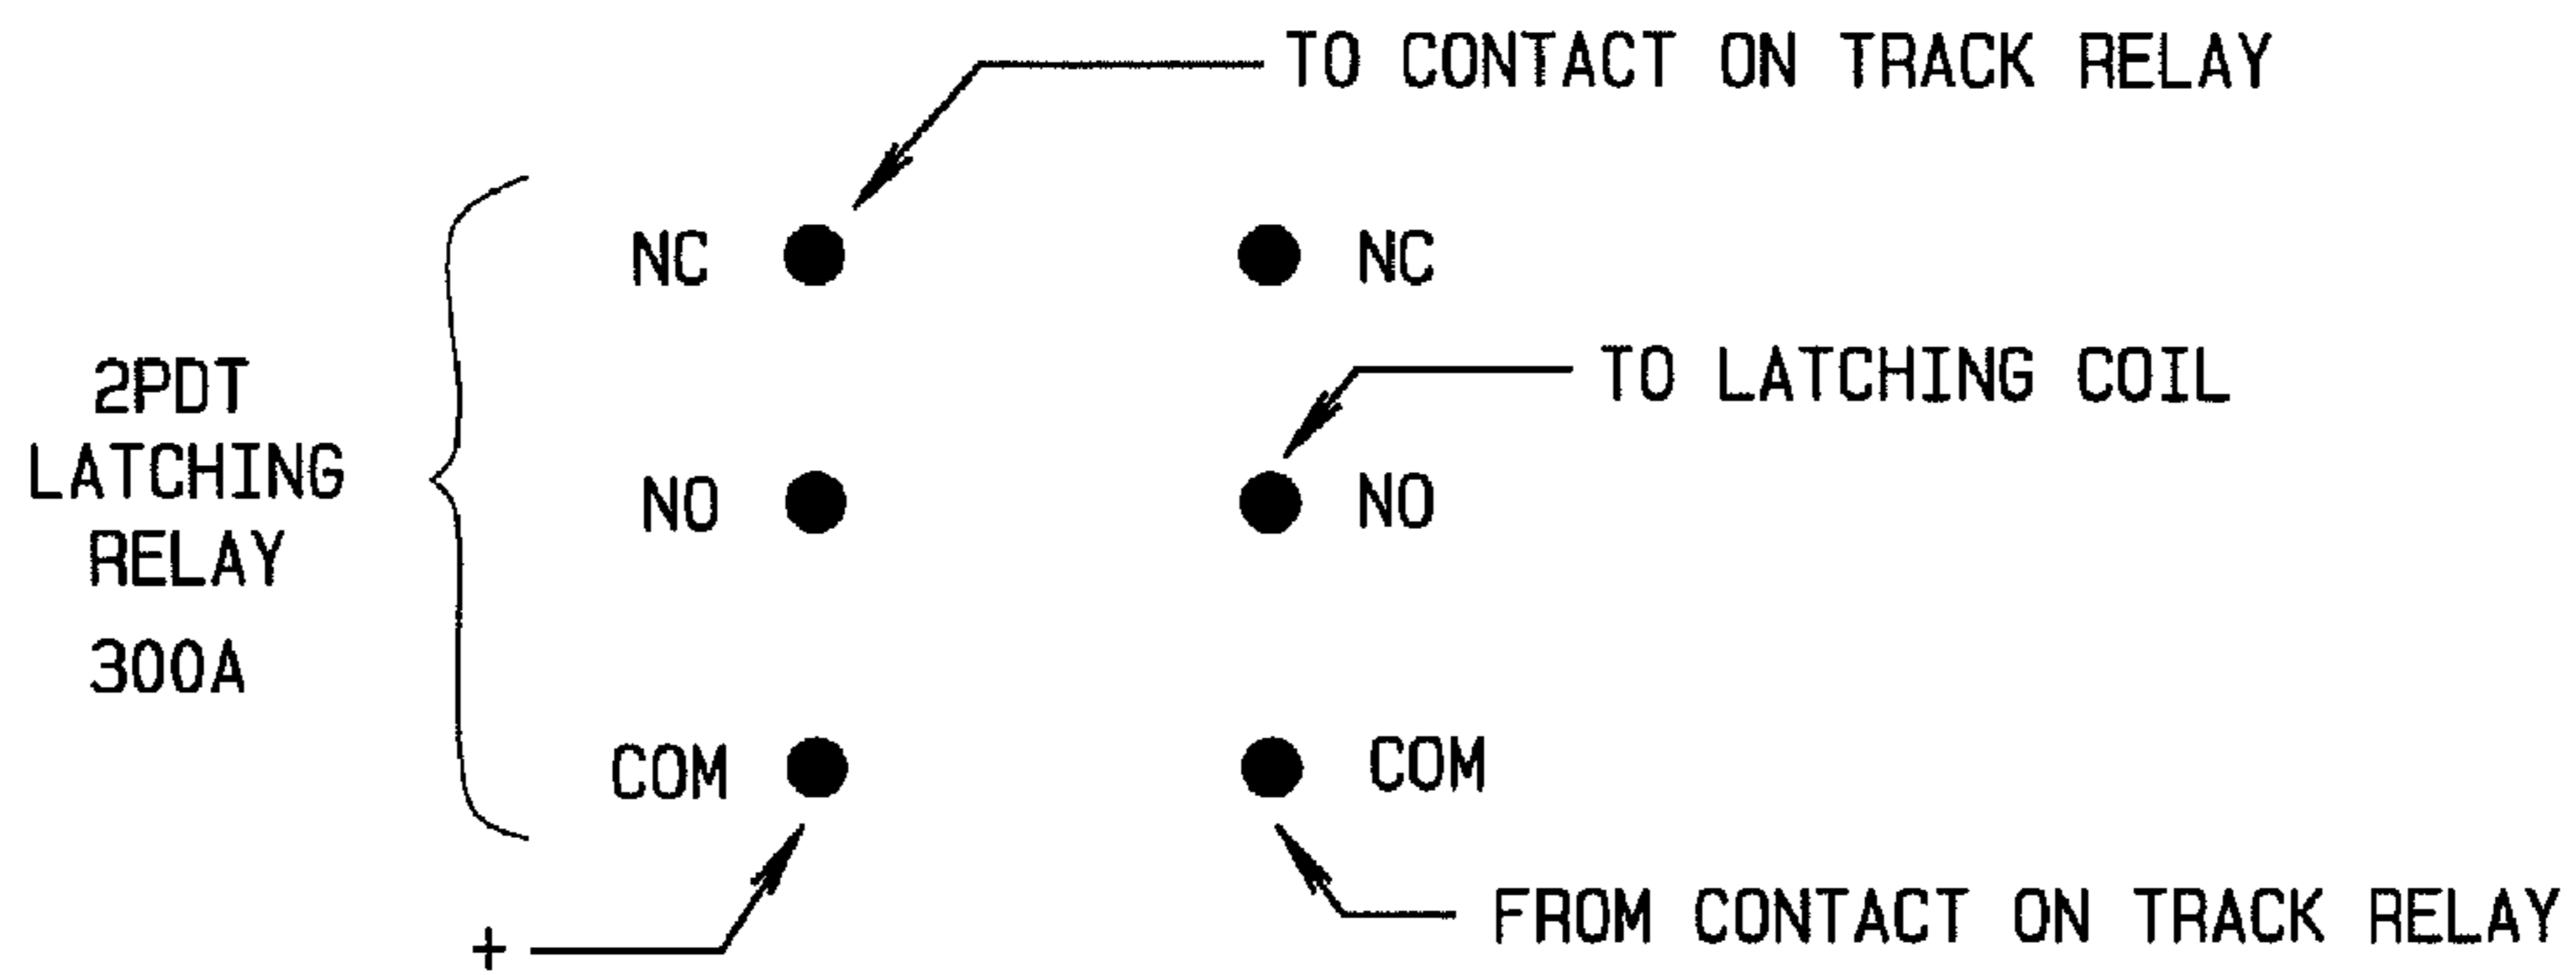 TO CONTACT ON TRACK RELAY
NC NC
2PDT
LATCHING
RELAY
300A
TO LATCHING COIL
NO NO
COM COM
+
FROM CONTACT ON TRACK RELAY